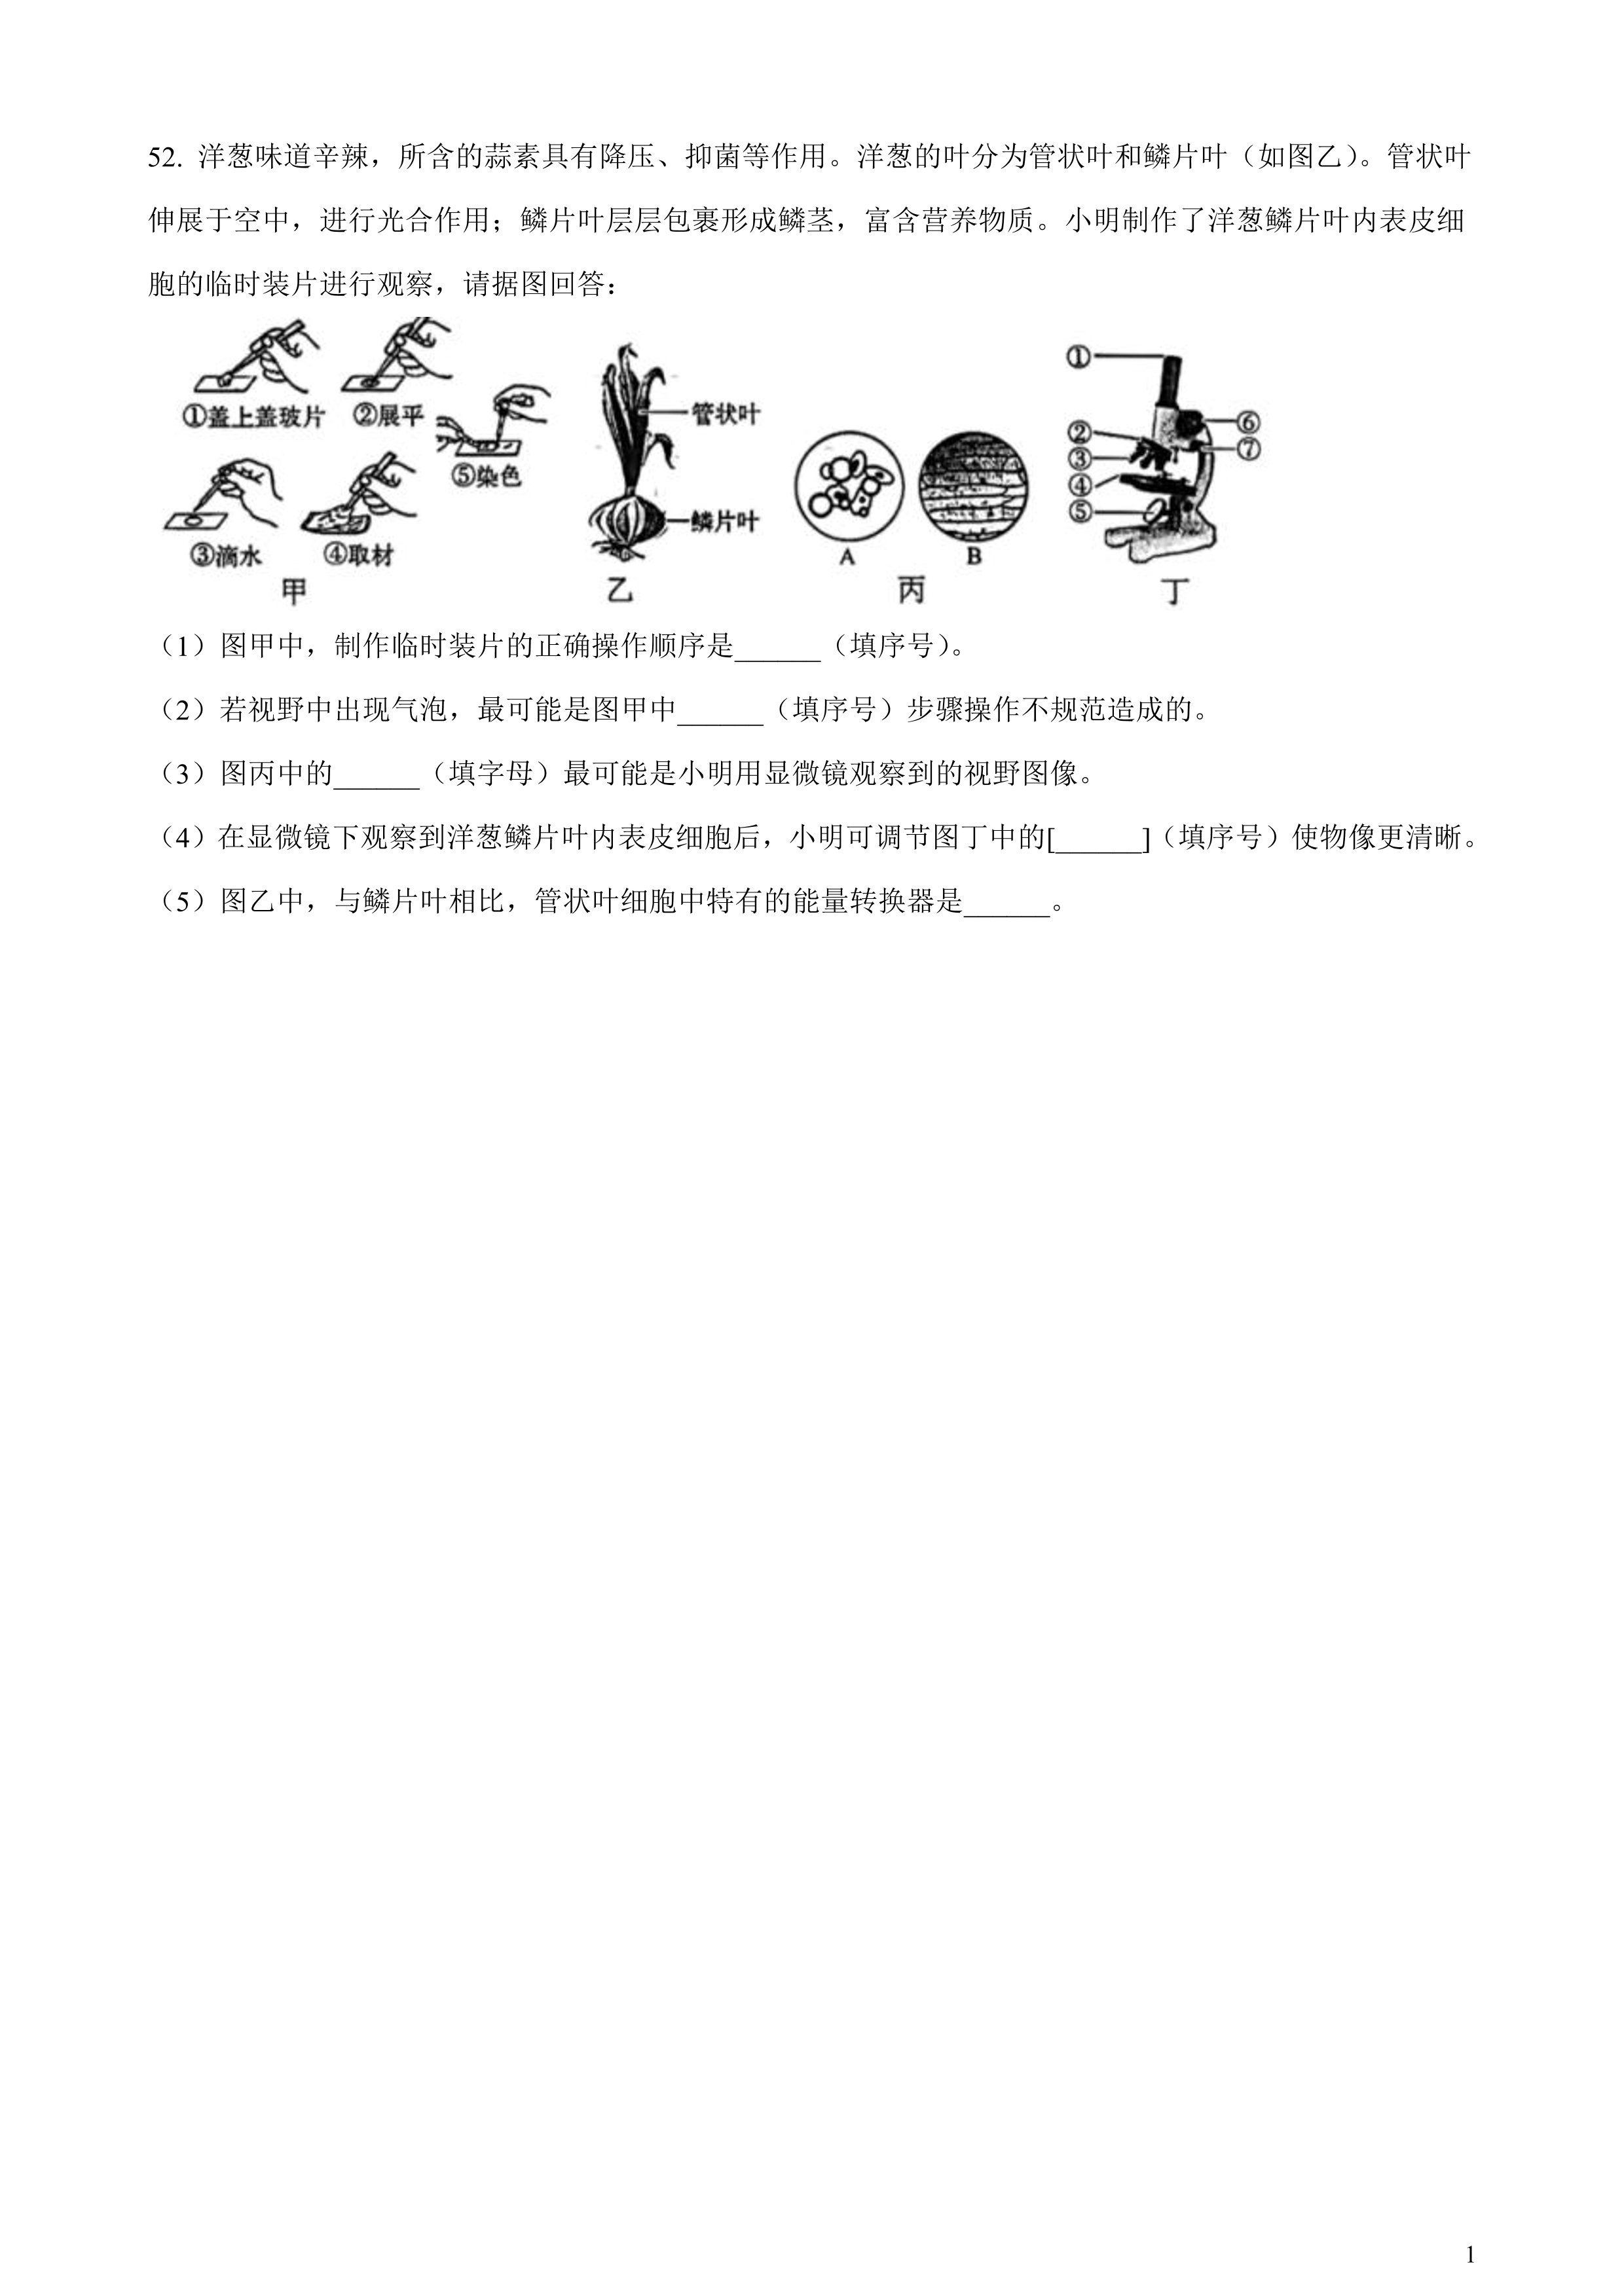 52. 洋葱味道辛辣，所含的蒜素具有降压、抑菌等作用。洋葱的叶分为管状叶和鳞片叶（如图乙）。管状叶
伸展于空中，进行光合作用；鳞片叶层层包裹形成鳞茎，富含营养物质。小明制作了洋葱鳞片叶内表皮细
胞的临时装片进行观察，请据图回答：
①盖上盖玻片 ②展平
⑤染色
③滴水 ④取材
甲
管状叶
鳞片叶
乙
A B
丙
①
②
③
④
⑤
⑥
⑦
丁
（1）图甲中，制作临时装片的正确操作顺序是______（填序号）。
（2）若视野中出现气泡，最可能是图甲中______（填序号）步骤操作不规范造成的。
（3）图丙中的______（填字母）最可能是小明用显微镜观察到的视野图像。
（4）在显微镜下观察到洋葱鳞片叶内表皮细胞后，小明可调节图丁中的[______]（填序号）使物像更清晰。
（5）图乙中，与鳞片叶相比，管状叶细胞中特有的能量转换器是______。
1